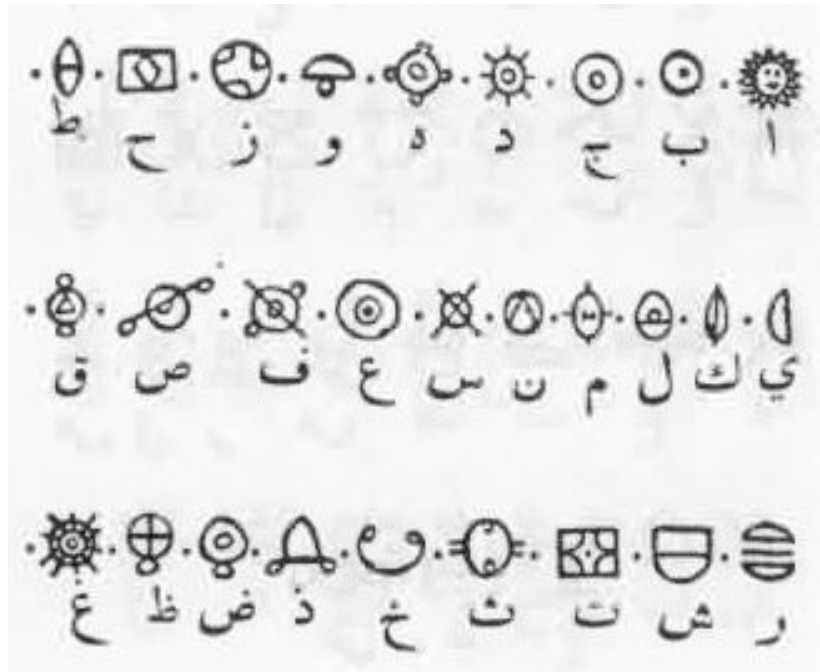 ا ب ج د ه و ز ح ط
ي ك ل م ن س ع ف ص ق
ر ش ت ث خ ذ ض ظ غ